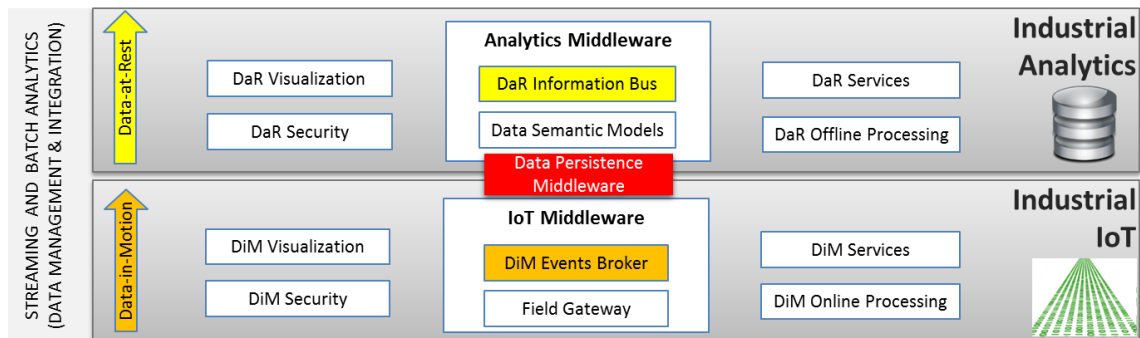 STREAMING AND BATCH ANALYTICS
(DATA MANAGEMENT & INTEGRATION)
Data-at-Rest
DaR Visualization
DaR Security
Analytics Middleware
DaR Information Bus
Data Semantic Models
DaR Services
DaR Offline Processing
Industrial
Analytics
Data Persistence
Middleware
Data-in-Motion
DiM Visualization
DiM Security
IoT Middleware
DiM Events Broker
Field Gateway
DiM Services
DiM Online Processing
Industrial
IoT